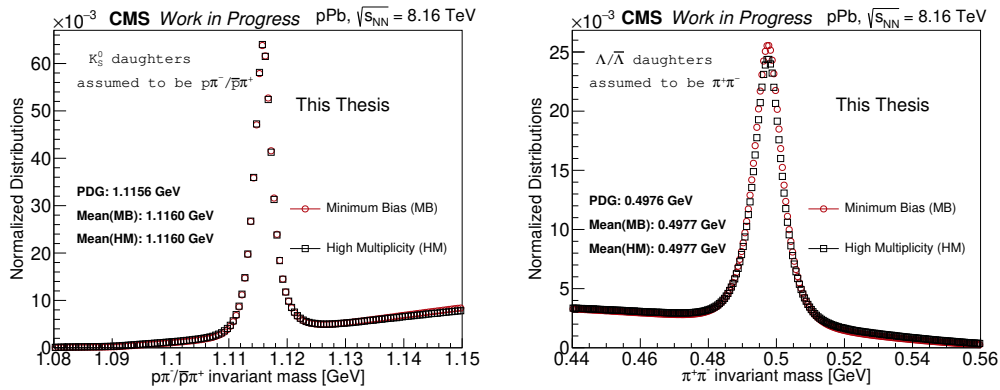 CMS Work in Progress
pPb, √sNN = 8.16 TeV
×10−3
K0S daughters
assumed to be pπ−/p̅π+
This Thesis
PDG: 1.1156 GeV
Mean(MB): 1.1160 GeV
Mean(HM): 1.1160 GeV
Minimum Bias (MB)
High Multiplicity (HM)
Normalized Distributions
60
40
20
0
1.08 1.09 1.1 1.11 1.12 1.13 1.14 1.15
pπ−/p̅π+ invariant mass [GeV]
CMS Work in Progress
pPb, √sNN = 8.16 TeV
×10−3
Λ/Λ̅ daughters
assumed to be π+π−
This Thesis
PDG: 0.4976 GeV
Mean(MB): 0.4977 GeV
Mean(HM): 0.4977 GeV
Minimum Bias (MB)
High Multiplicity (HM)
Normalized Distributions
25
20
15
10
5
0
0.44 0.46 0.48 0.5 0.52 0.54 0.56
π+π− invariant mass [GeV]